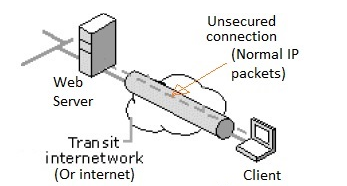 Unsecured
connection
(Normal IP
packets)
Web
Server
Transit
internetwork
(Or internet)
Client